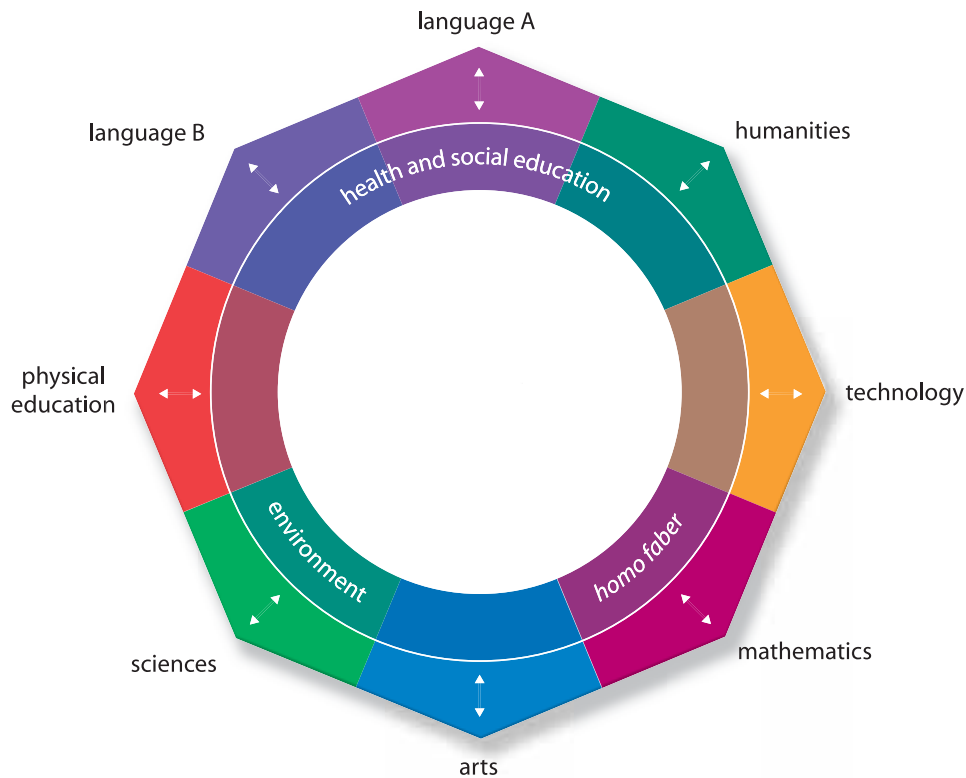 language A
language B
humanities
health and social education
physical
education
technology
environment
homo faber
sciences
mathematics
arts